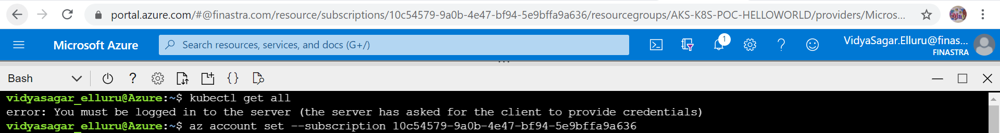 portal.azure.com/#@finastra.com/resource/subscriptions/10c54579-9a0b-4e47-bf94-5e9bffa9a636/resourcegroups/AKS-K8S-POC-HELLOWORLD/providers/Micros...
Microsoft Azure
Search resources, services, and docs (G+/)
1
VidyaSagar.Elluru@finas...
FINASTRA
Bash
vidyasagar_elluru@Azure:~$ kubectl get all
error: You must be logged in to the server (the server has asked for the client to provide credentials)
vidyasagar_elluru@Azure:~$ az account set --subscription 10c54579-9a0b-4e47-bf94-5e9bffa9a636